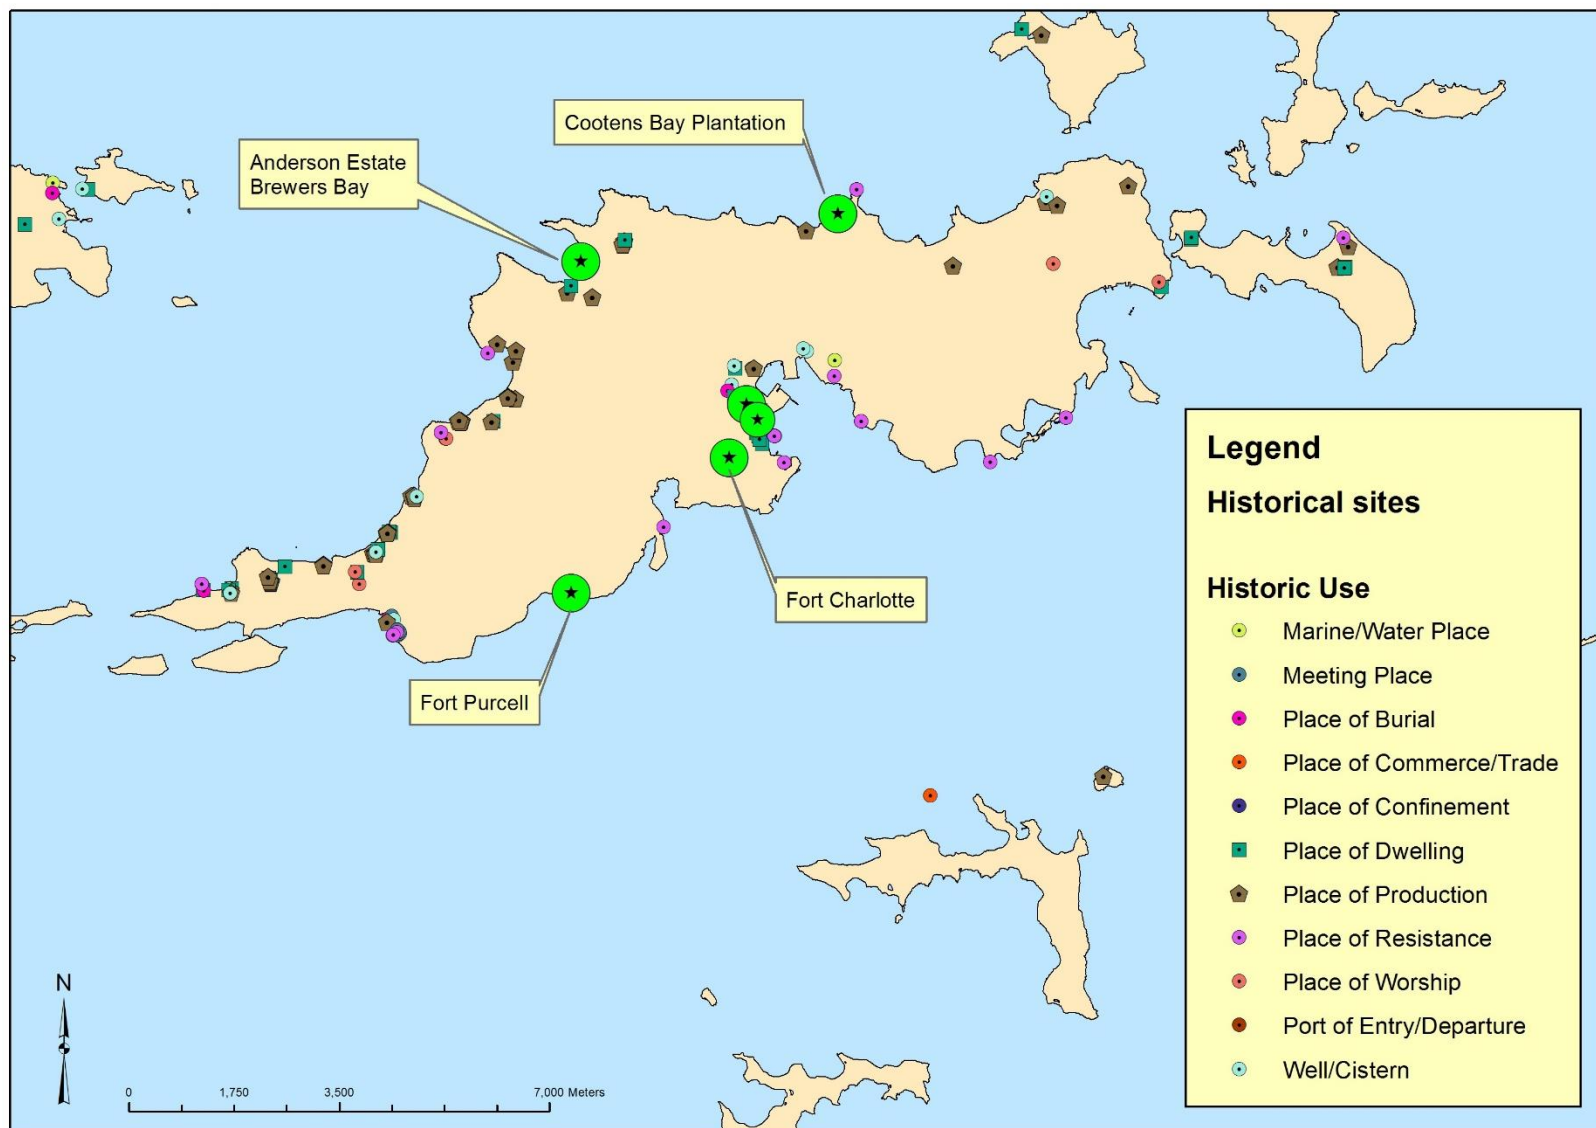 Cootens Bay Plantation
Anderson Estate
Brewers Bay
Fort Charlotte
Fort Purcell
Legend
Historical sites
Historic Use
Marine/Water Place
Meeting Place
Place of Burial
Place of Commerce/Trade
Place of Confinement
Place of Dwelling
Place of Production
Place of Resistance
Place of Worship
Port of Entry/Departure
Well/Cistern
N
0 1,750 3,500 7,000 Meters